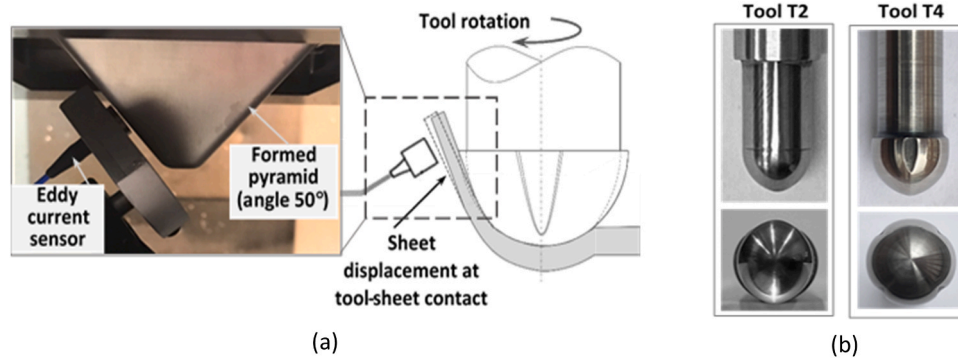 Tool rotation
Eddy
current
sensor
Formed
pyramid
(angle 50°)
Sheet
displacement at
tool-sheet contact
(a)
Tool T2
Tool T4
(b)